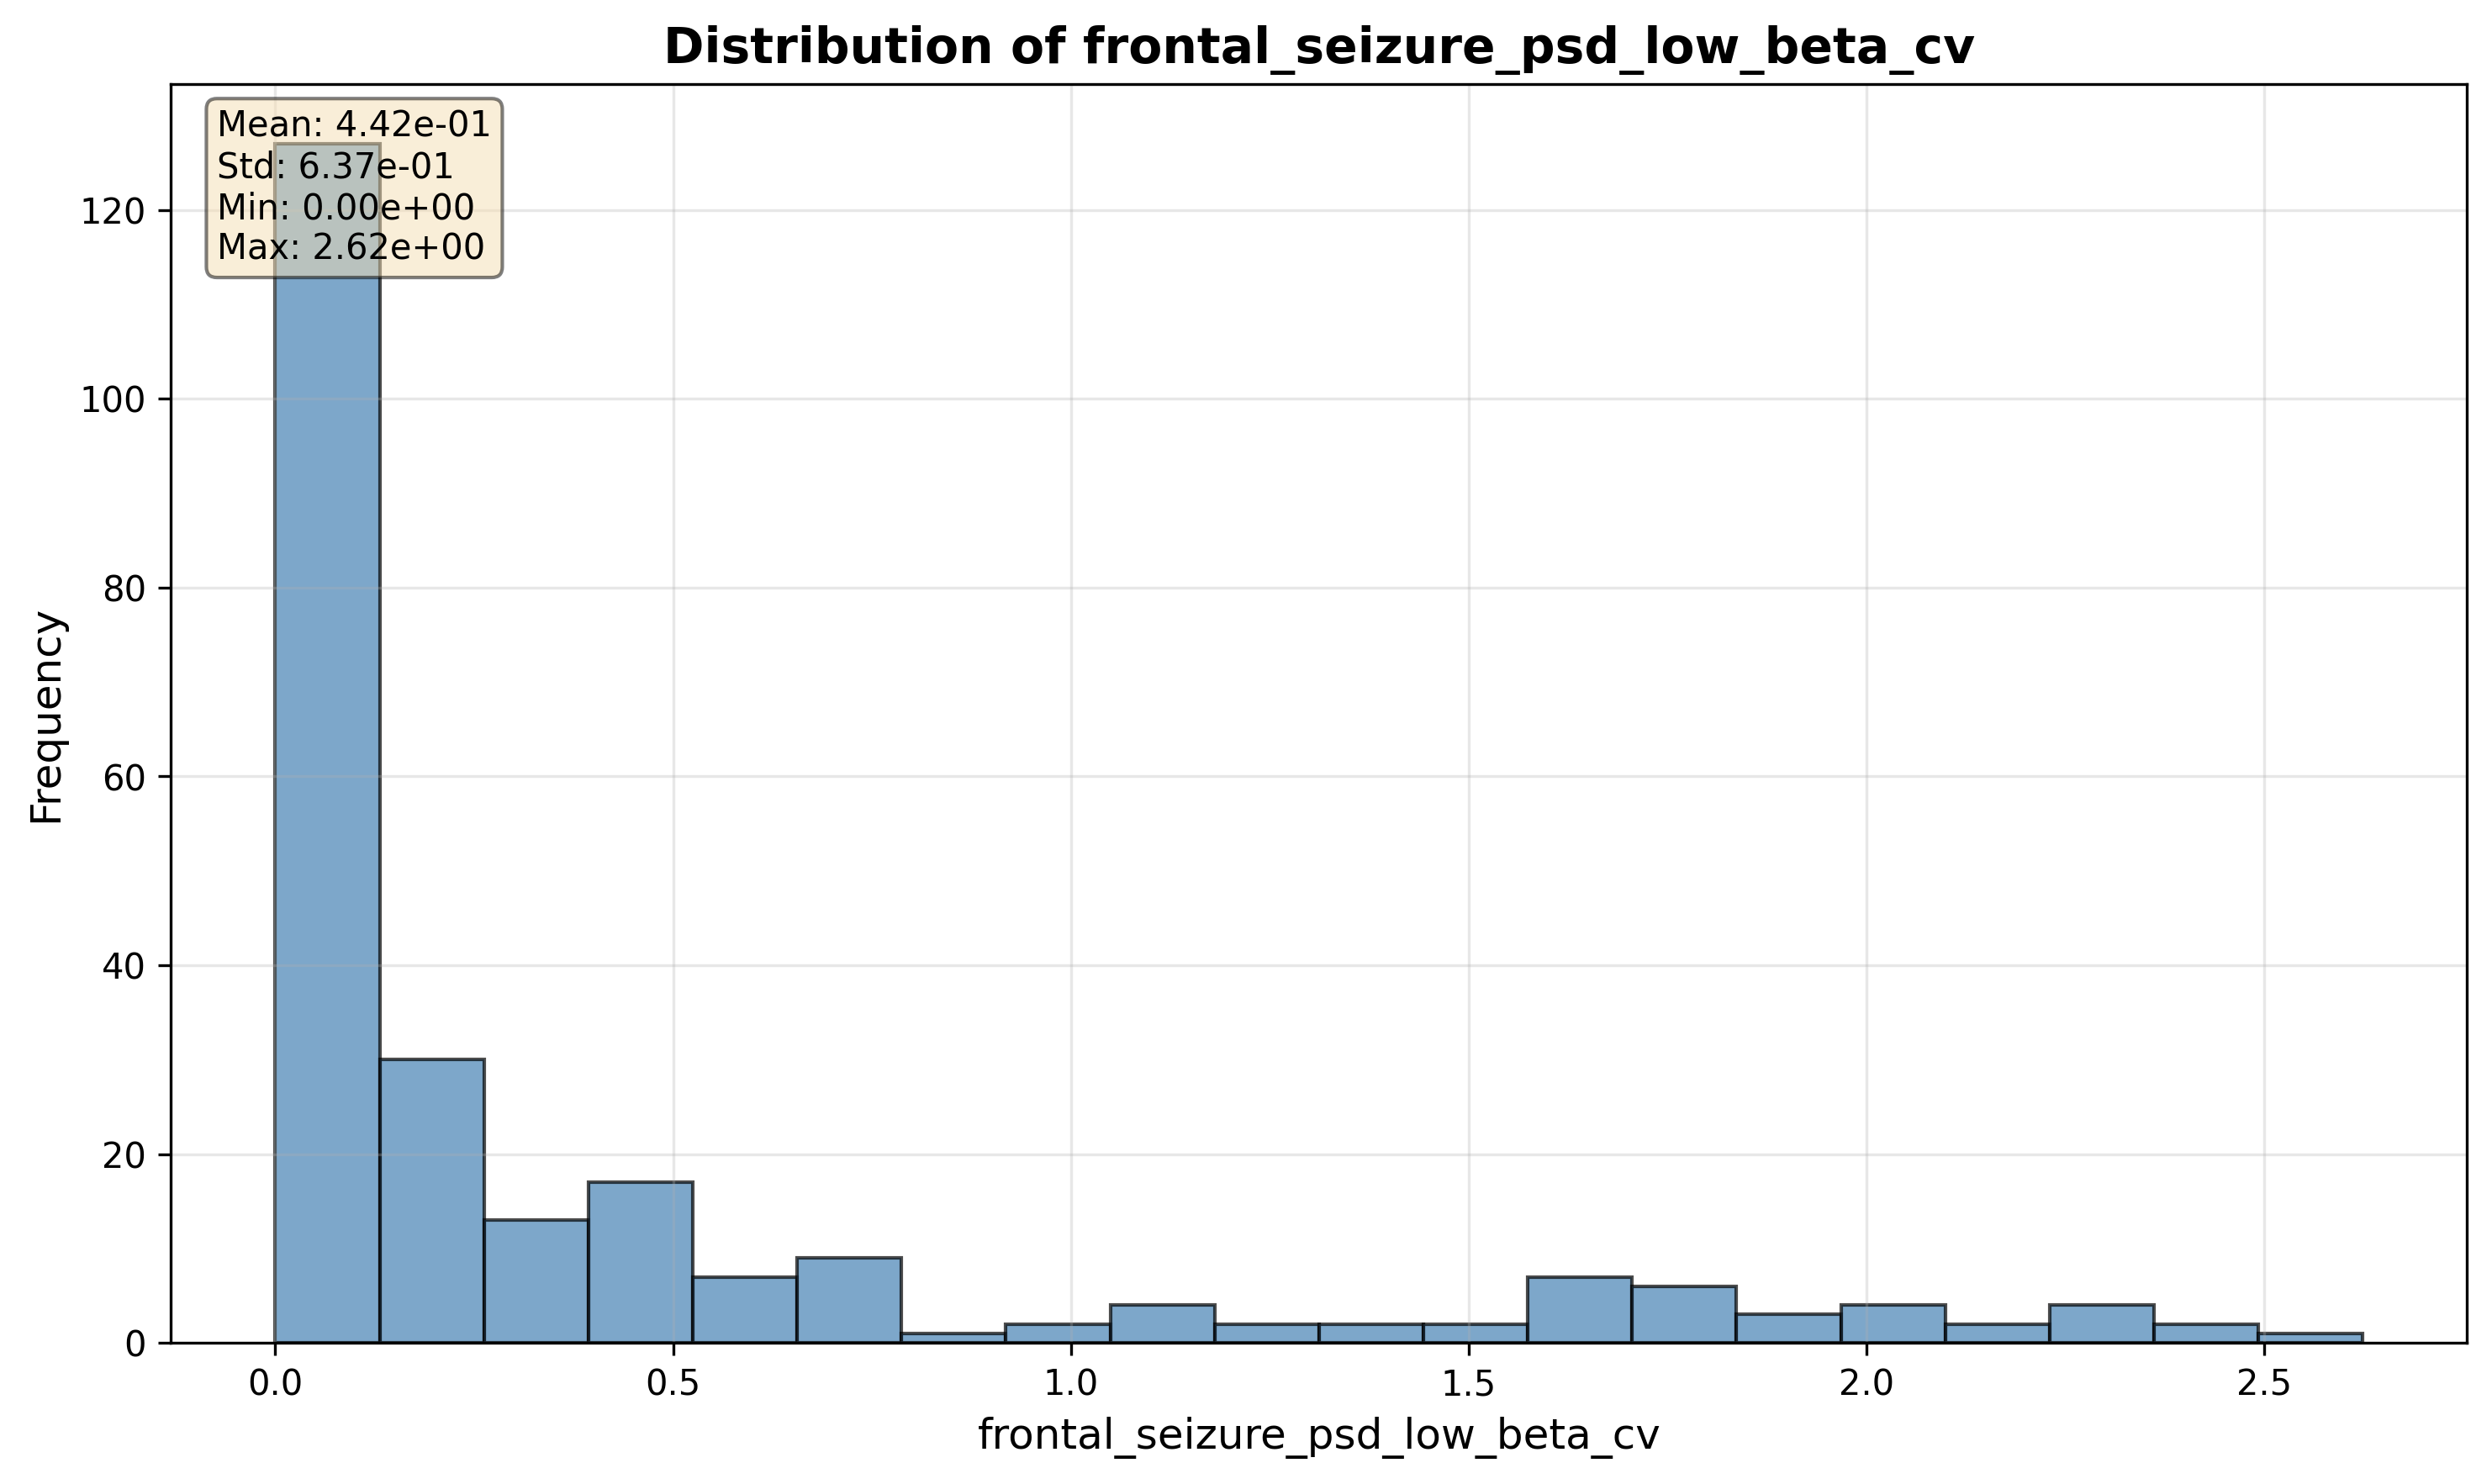 Distribution of frontal_seizure_psd_low_beta_cv
Mean: 4.42e-01
Std: 6.37e-01
Min: 0.00e+00
Max: 2.62e+00
Frequency
120
100
80
60
40
20
0
0.0 0.5 1.0 1.5 2.0 2.5
frontal_seizure_psd_low_beta_cv